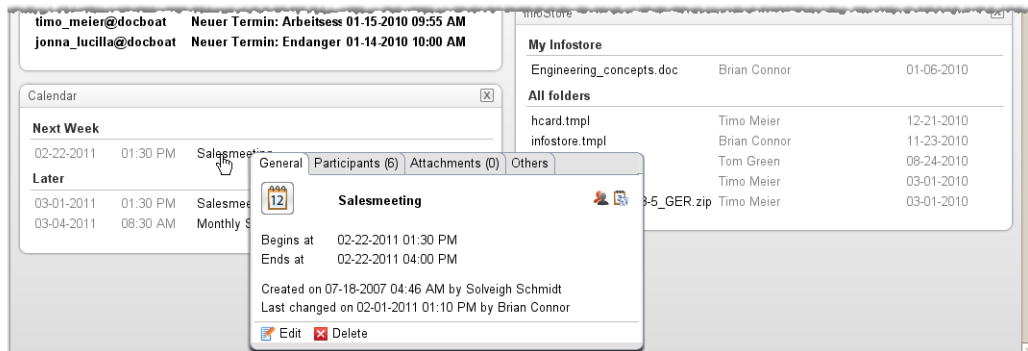 timo_meier@docboat Neuer Termin: Arbeitsess 01-15-2010 09:55 AM
jonna_lucilla@docboat Neuer Termin: Endanger 01-14-2010 10:00 AM
InfoStore
My Infostore
Engineering_concepts.doc Brian Connor 01-06-2010
All folders
hcard.tmpl Timo Meier 12-21-2010
infostore.tmpl Brian Connor 11-23-2010
Tom Green 08-24-2010
Timo Meier 03-01-2010
3-5_GER.zip Timo Meier 03-01-2010
Calendar
Next Week
02-22-2011 01:30 PM Salesmeeting
Later
03-01-2011 01:30 PM Salesmee
03-04-2011 08:30 AM Monthly S
General Participants (6) Attachments (0) Others
12 Salesmeeting
Begins at 02-22-2011 01:30 PM
Ends at 02-22-2011 04:00 PM
Created on 07-18-2007 04:46 AM by Solveigh Schmidt
Last changed on 02-01-2011 01:10 PM by Brian Connor
Edit Delete